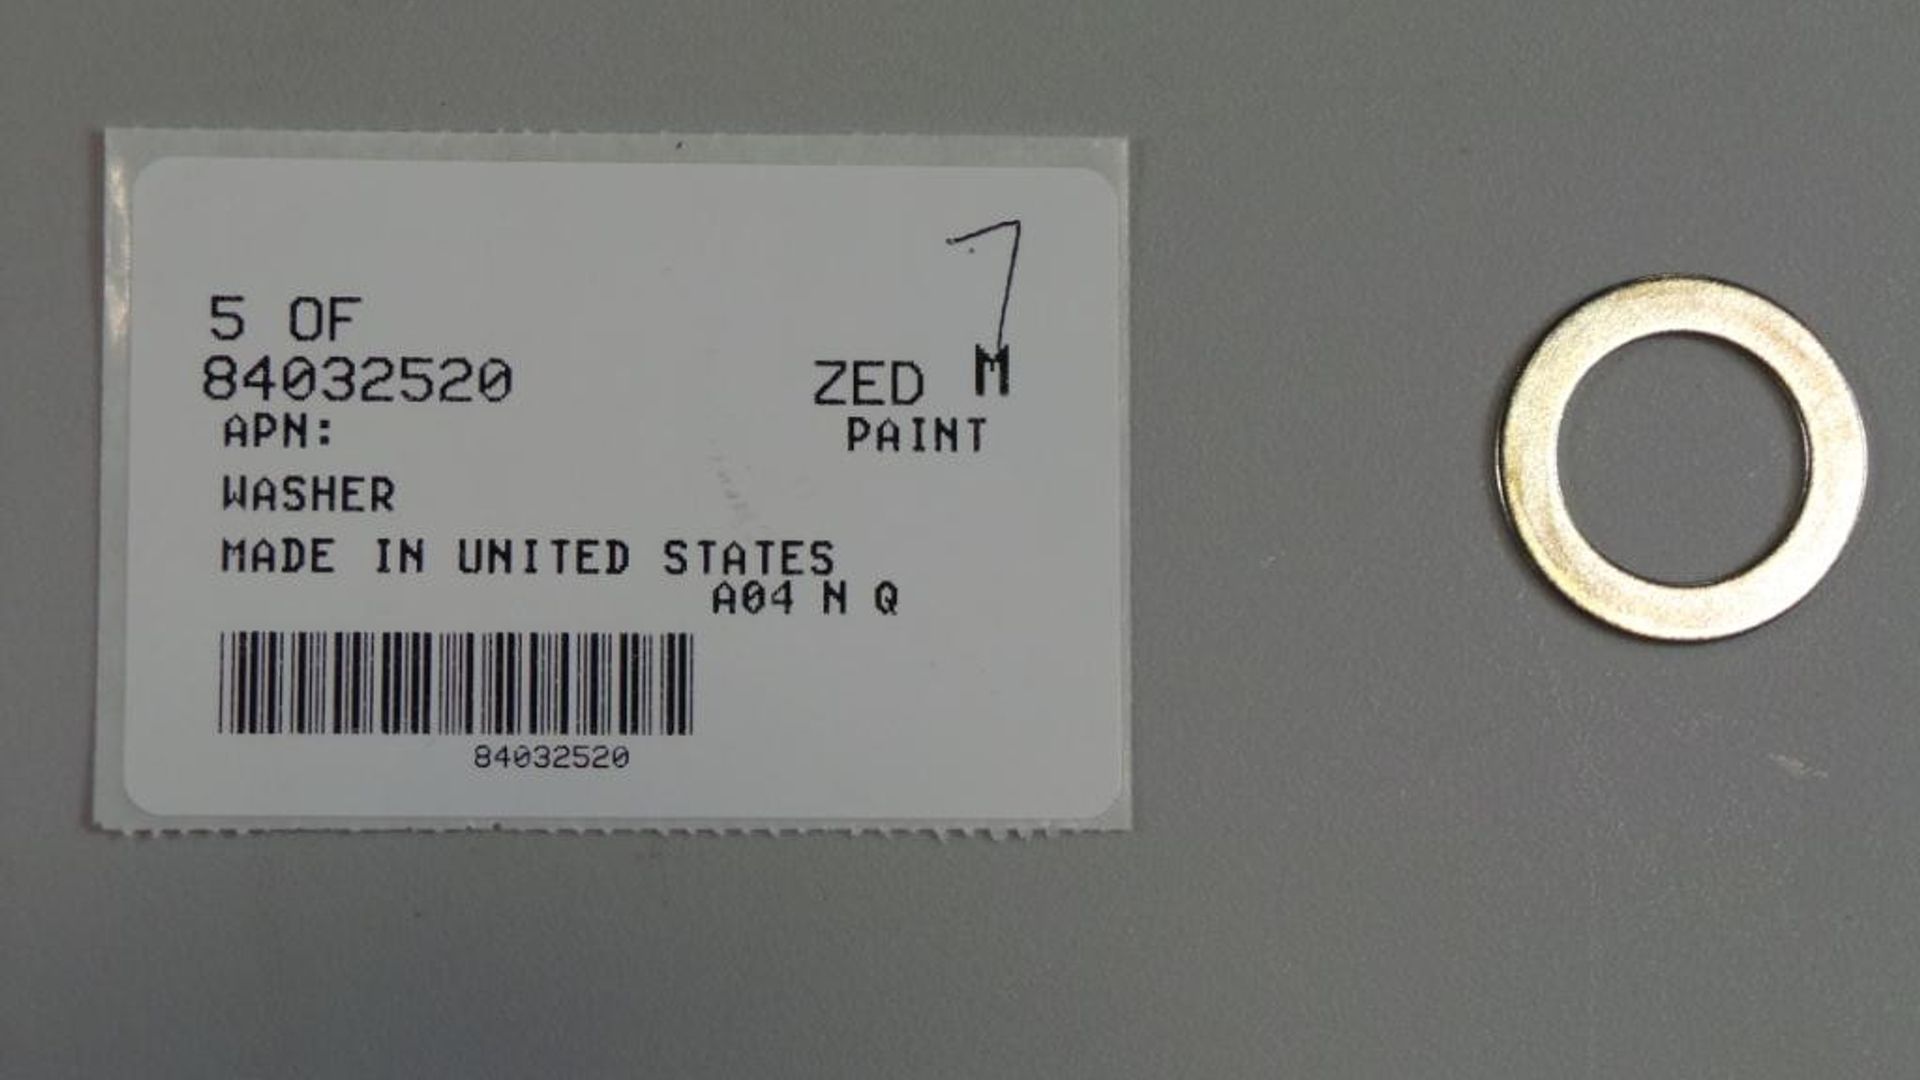 7
5 OF
84032520 ZED M
APN: PAINT
WASHER
MADE IN UNITED STATES
A04 N Q
84032520